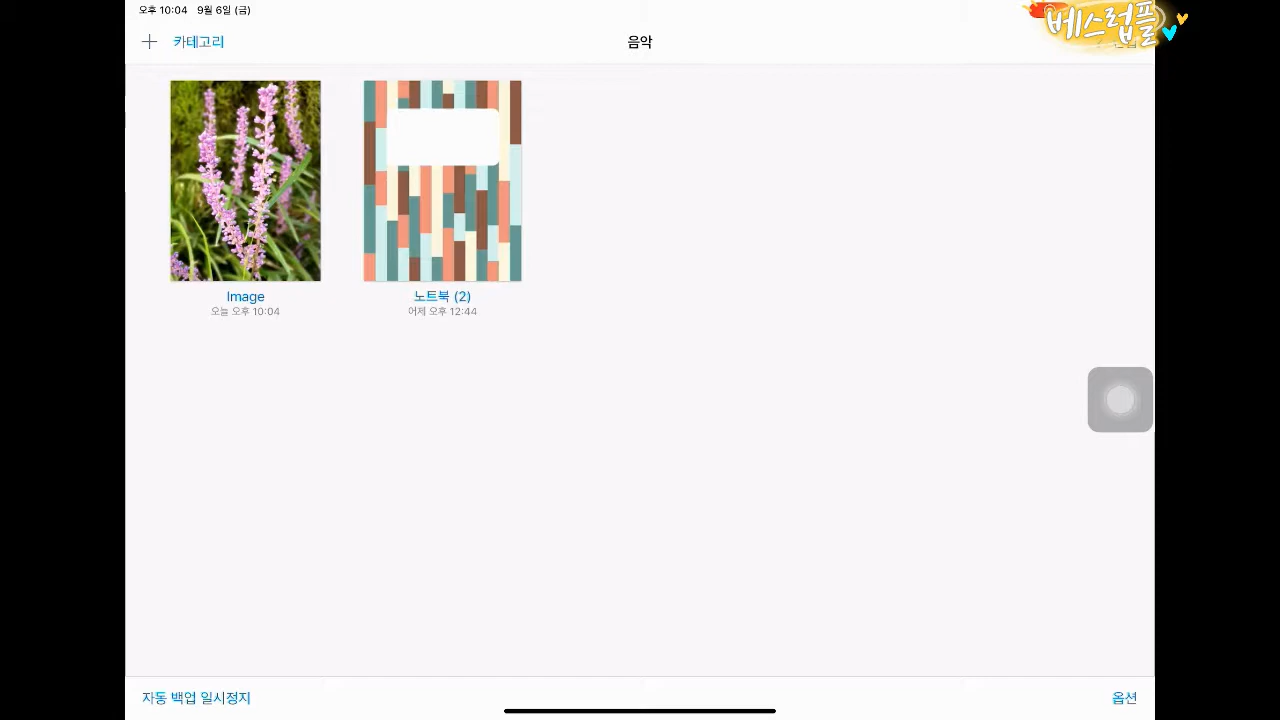 오후 10:04 9월 6일 (금)
베스럽플
카테고리
음악
Image
오늘 오후 10:04
노트북 (2)
어제 오후 12:44
자동 백업 일시정지
옵션